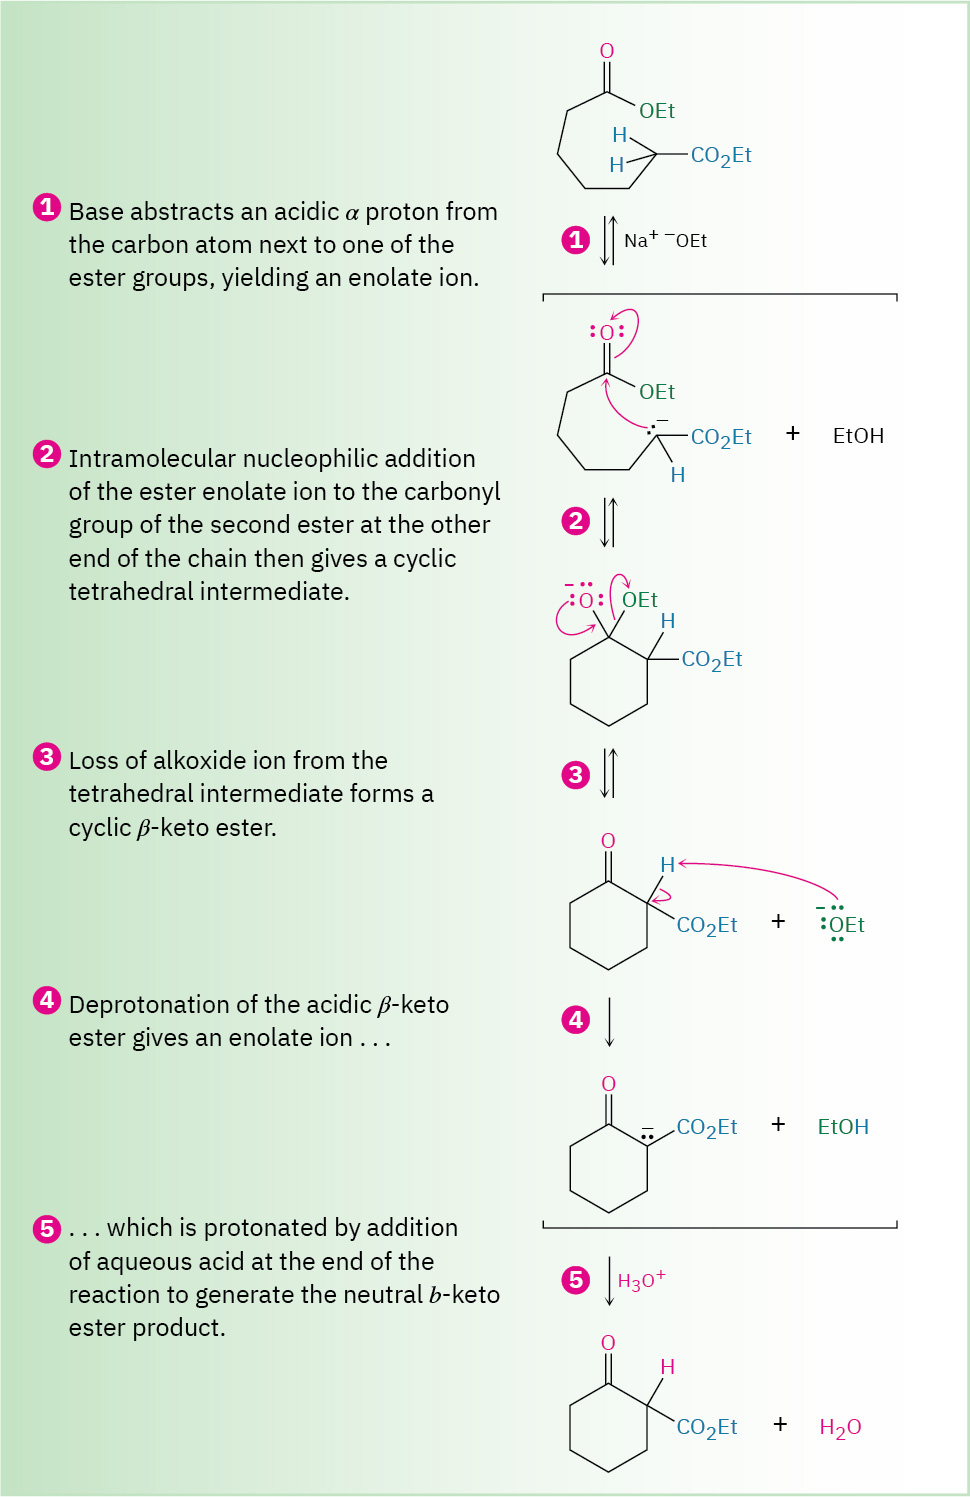 O
OEt
H
H
CO₂Et
1 Base abstracts an acidic α proton from
the carbon atom next to one of the
ester groups, yielding an enolate ion.
1 Na⁺ ⁻OEt
:O:
OEt
:⁻
CO₂Et + EtOH
H
2 Intramolecular nucleophilic addition
of the ester enolate ion to the carbonyl
group of the second ester at the other
end of the chain then gives a cyclic
tetrahedral intermediate.
2
⁻:O: OEt
H
CO₂Et
3 Loss of alkoxide ion from the
tetrahedral intermediate forms a
cyclic β-keto ester.
3
O
H
CO₂Et + ⁻:OEt
4 Deprotonation of the acidic β-keto
ester gives an enolate ion . . .
4
O
⁻: CO₂Et + EtOH
5 . . . which is protonated by addition
of aqueous acid at the end of the
reaction to generate the neutral b-keto
ester product.
5 H₃O⁺
O
H
CO₂Et + H₂O